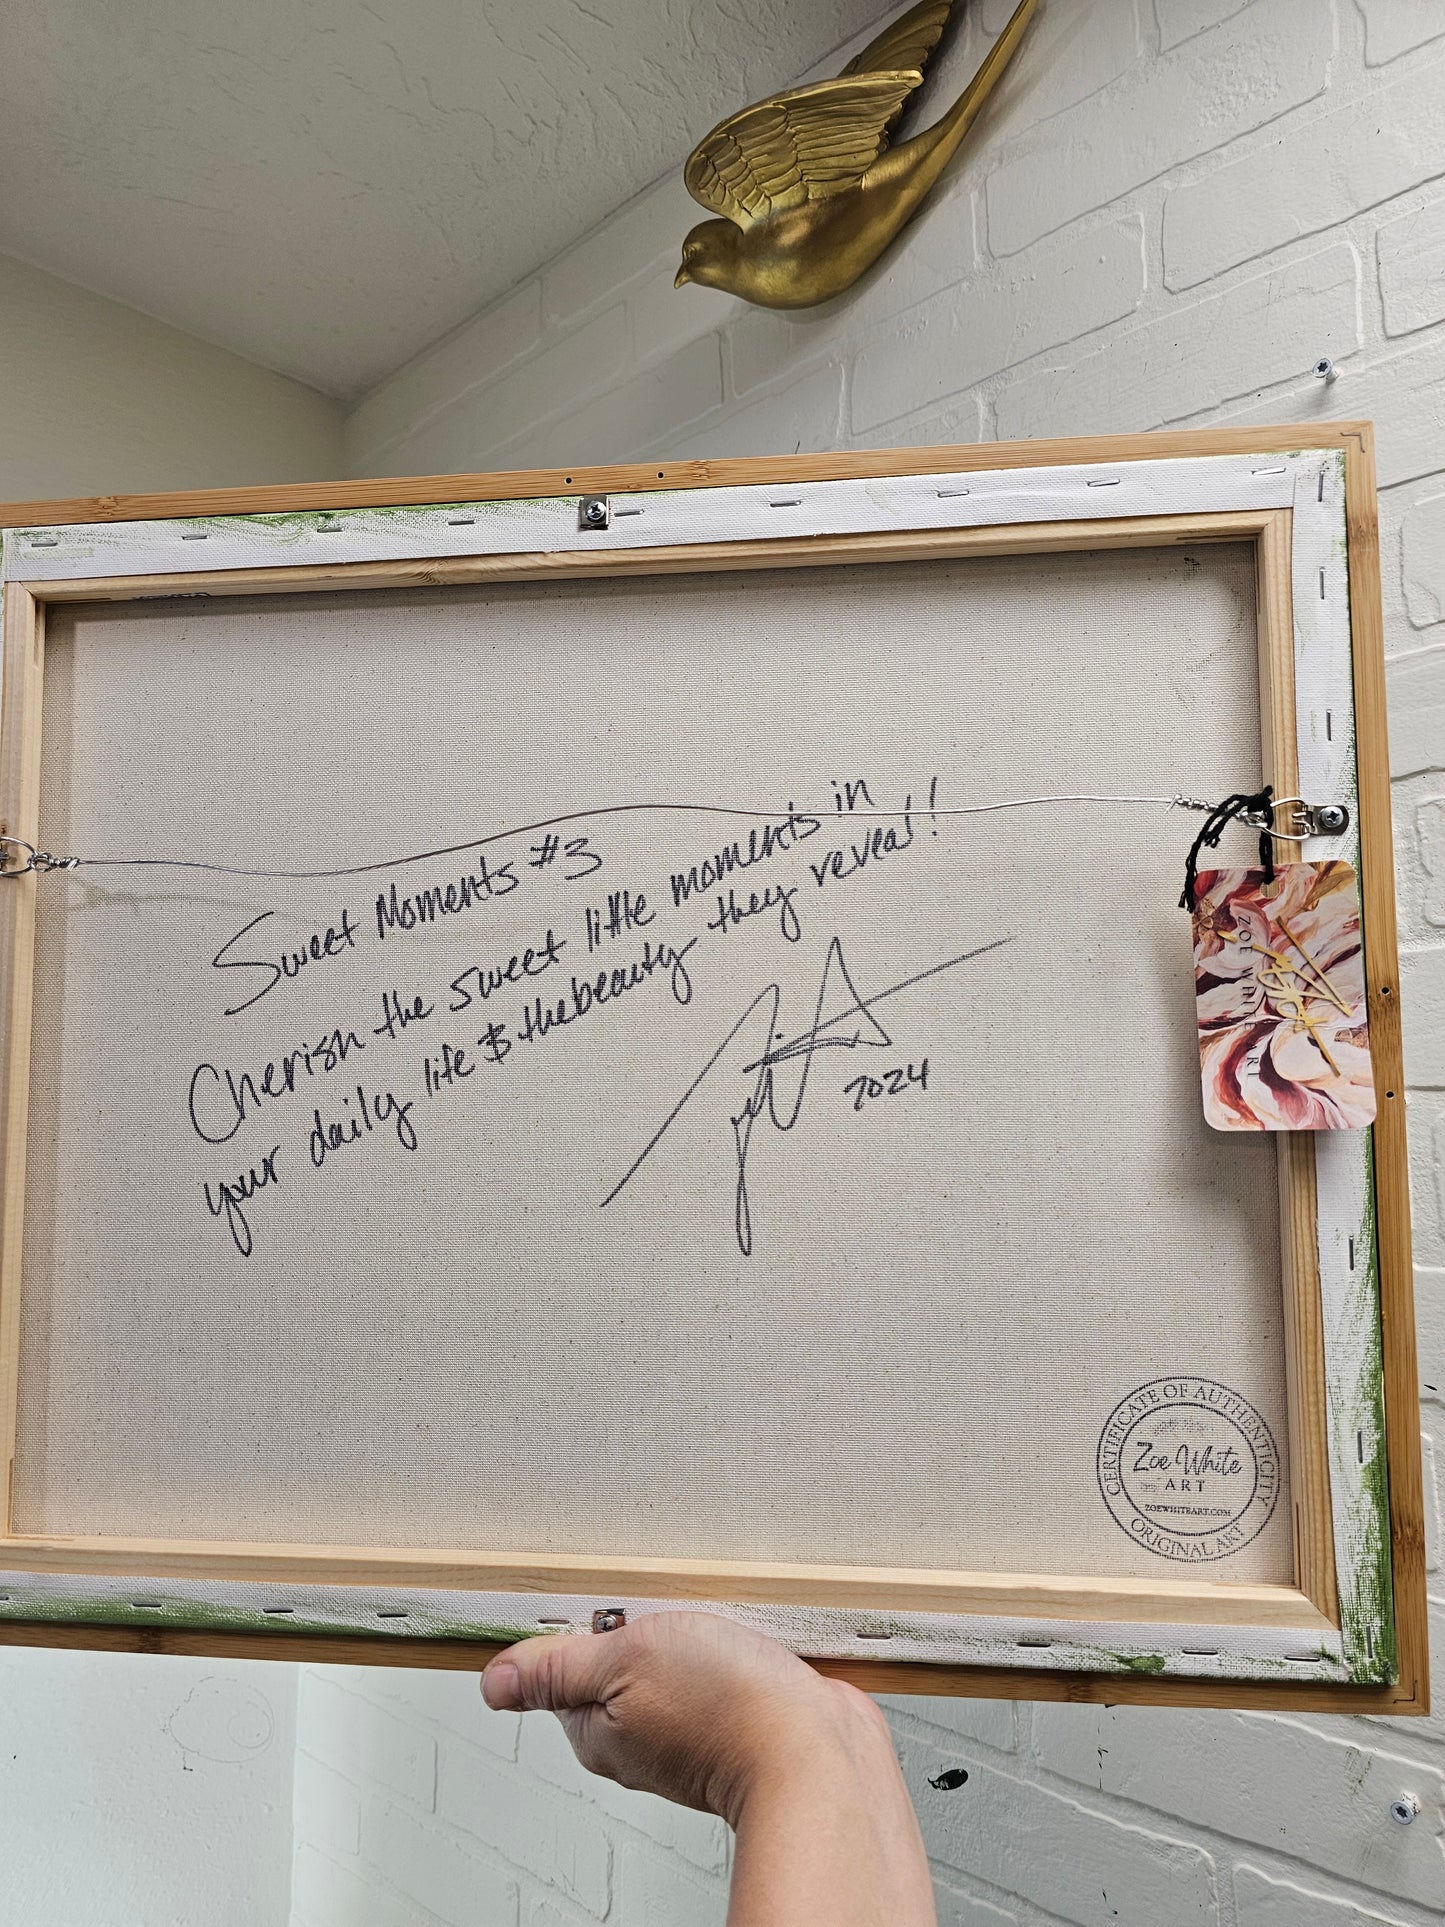 Sweet Moments #3
Cherish the sweet little moments in
your daily life & the beauty they reveal!
2024
ZOE WHITE ART
CERTIFICATE OF AUTHENTICITY
Zoe White
ART
ZOEWHITEART.COM
ORIGINAL ART